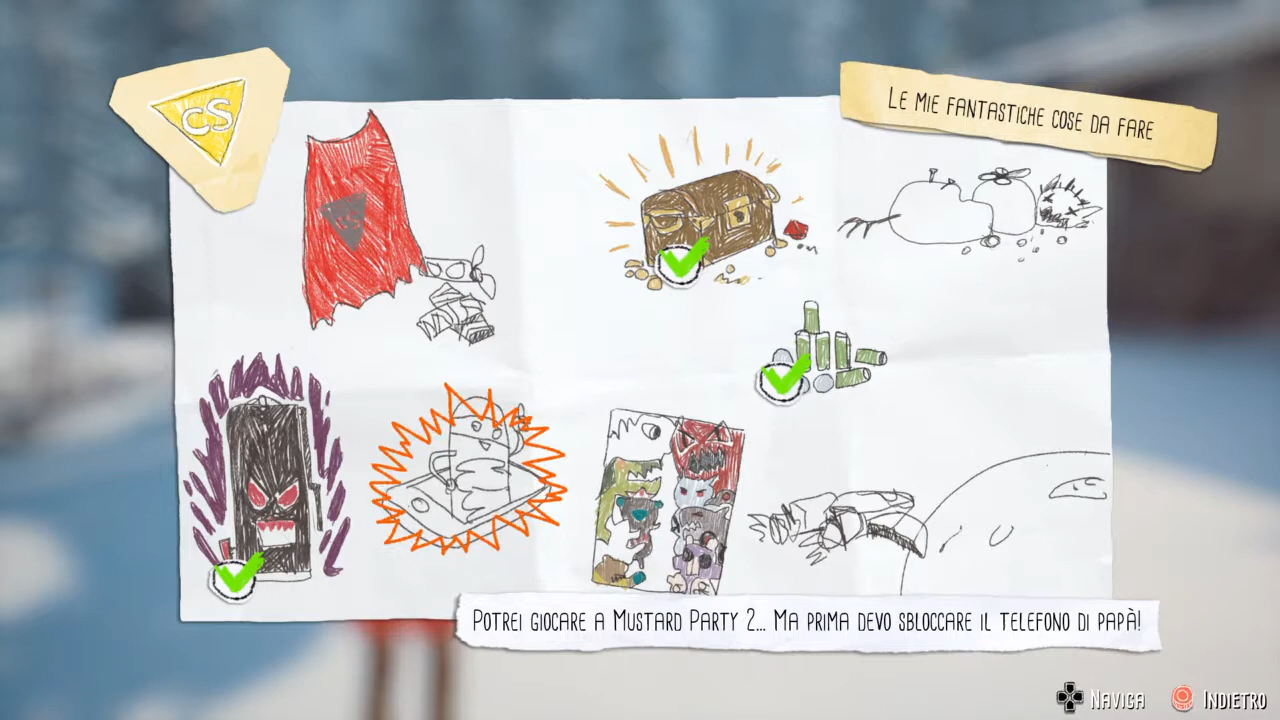 CS
Le mie fantastiche cose da fare
Potrei giocare a Mustard Party 2... Ma prima devo sbloccare il telefono di papà!
Naviga
Indietro